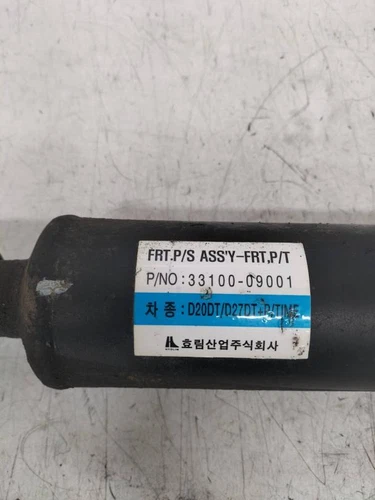 FRT.P/S ASS'Y-FRT,P/T
P/NO : 33100-09001
차 종 : D20DT/D27DT+P/TIME
효림산업주식회사